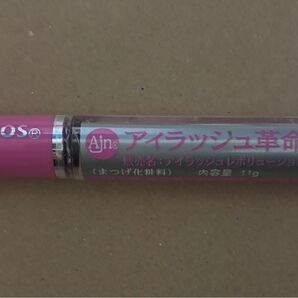 os®
Ajn® アイラッシュ革命
販売名:アイラッシュレボリューショ
(まつげ化粧料) 内容量 11g